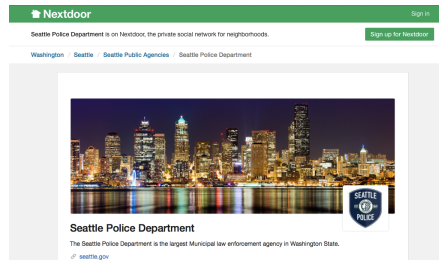 Nextdoor
Sign in
Seattle Police Department is on Nextdoor, the private social network for neighborhoods.
Sign up for Nextdoor
Washington / Seattle / Seattle Public Agencies / Seattle Police Department
SEATTLE
POLICE
Seattle Police Department
The Seattle Police Department is the largest Municipal law enforcement agency in Washington State.
seattle.gov